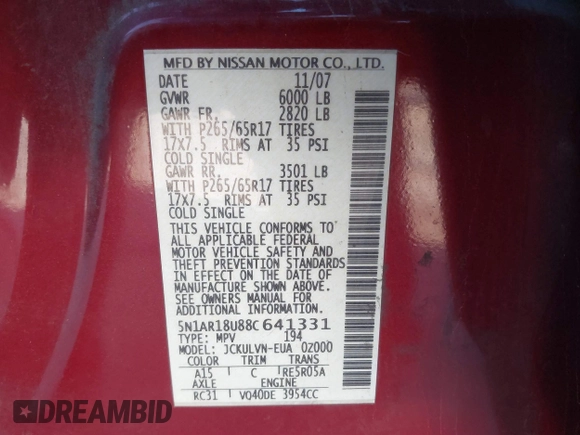 MFD BY NISSAN MOTOR CO., LTD.
DATE 11/07
GVWR 6000 LB
GAWR FR. 2820 LB
WITH P265/65R17 TIRES
17X7.5 RIMS AT 35 PSI
COLD SINGLE
GAWR RR. 3501 LB
WITH P265/65R17 TIRES
17X7.5 RIMS AT 35 PSI
COLD SINGLE
THIS VEHICLE CONFORMS TO
ALL APPLICABLE FEDERAL
MOTOR VEHICLE SAFETY AND
THEFT PREVENTION STANDARDS
IN EFFECT ON THE DATE OF
MANUFACTURE SHOWN ABOVE.
SEE OWNERS MANUAL FOR
ADDITIONAL INFORMATION.
5N1AR18U88C641331
TYPE: MPV 194
MODEL: JCKULVN-EUA 0Z000
COLOR TRIM TRANS
A15 C RE5R05A
AXLE ENGINE
RC31 VQ40DE 3954CC
DREAMBID